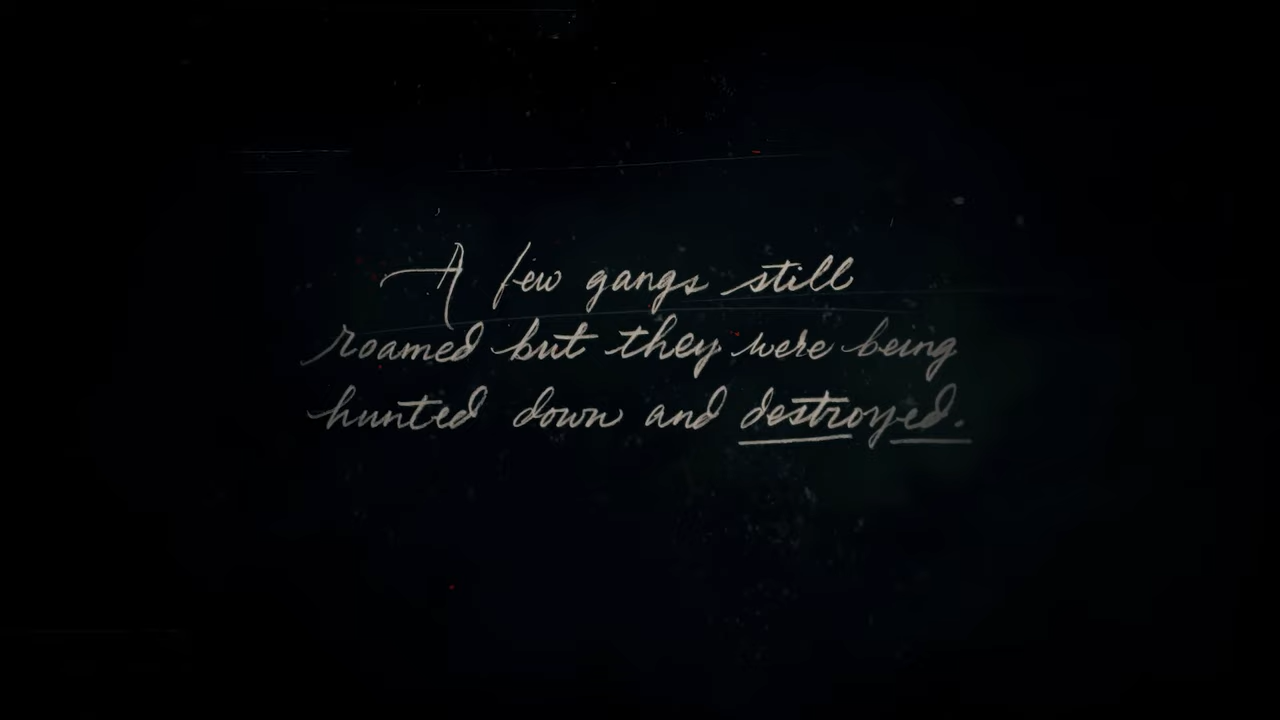 A few gangs still
roamed but they were being
hunted down and destroyed.